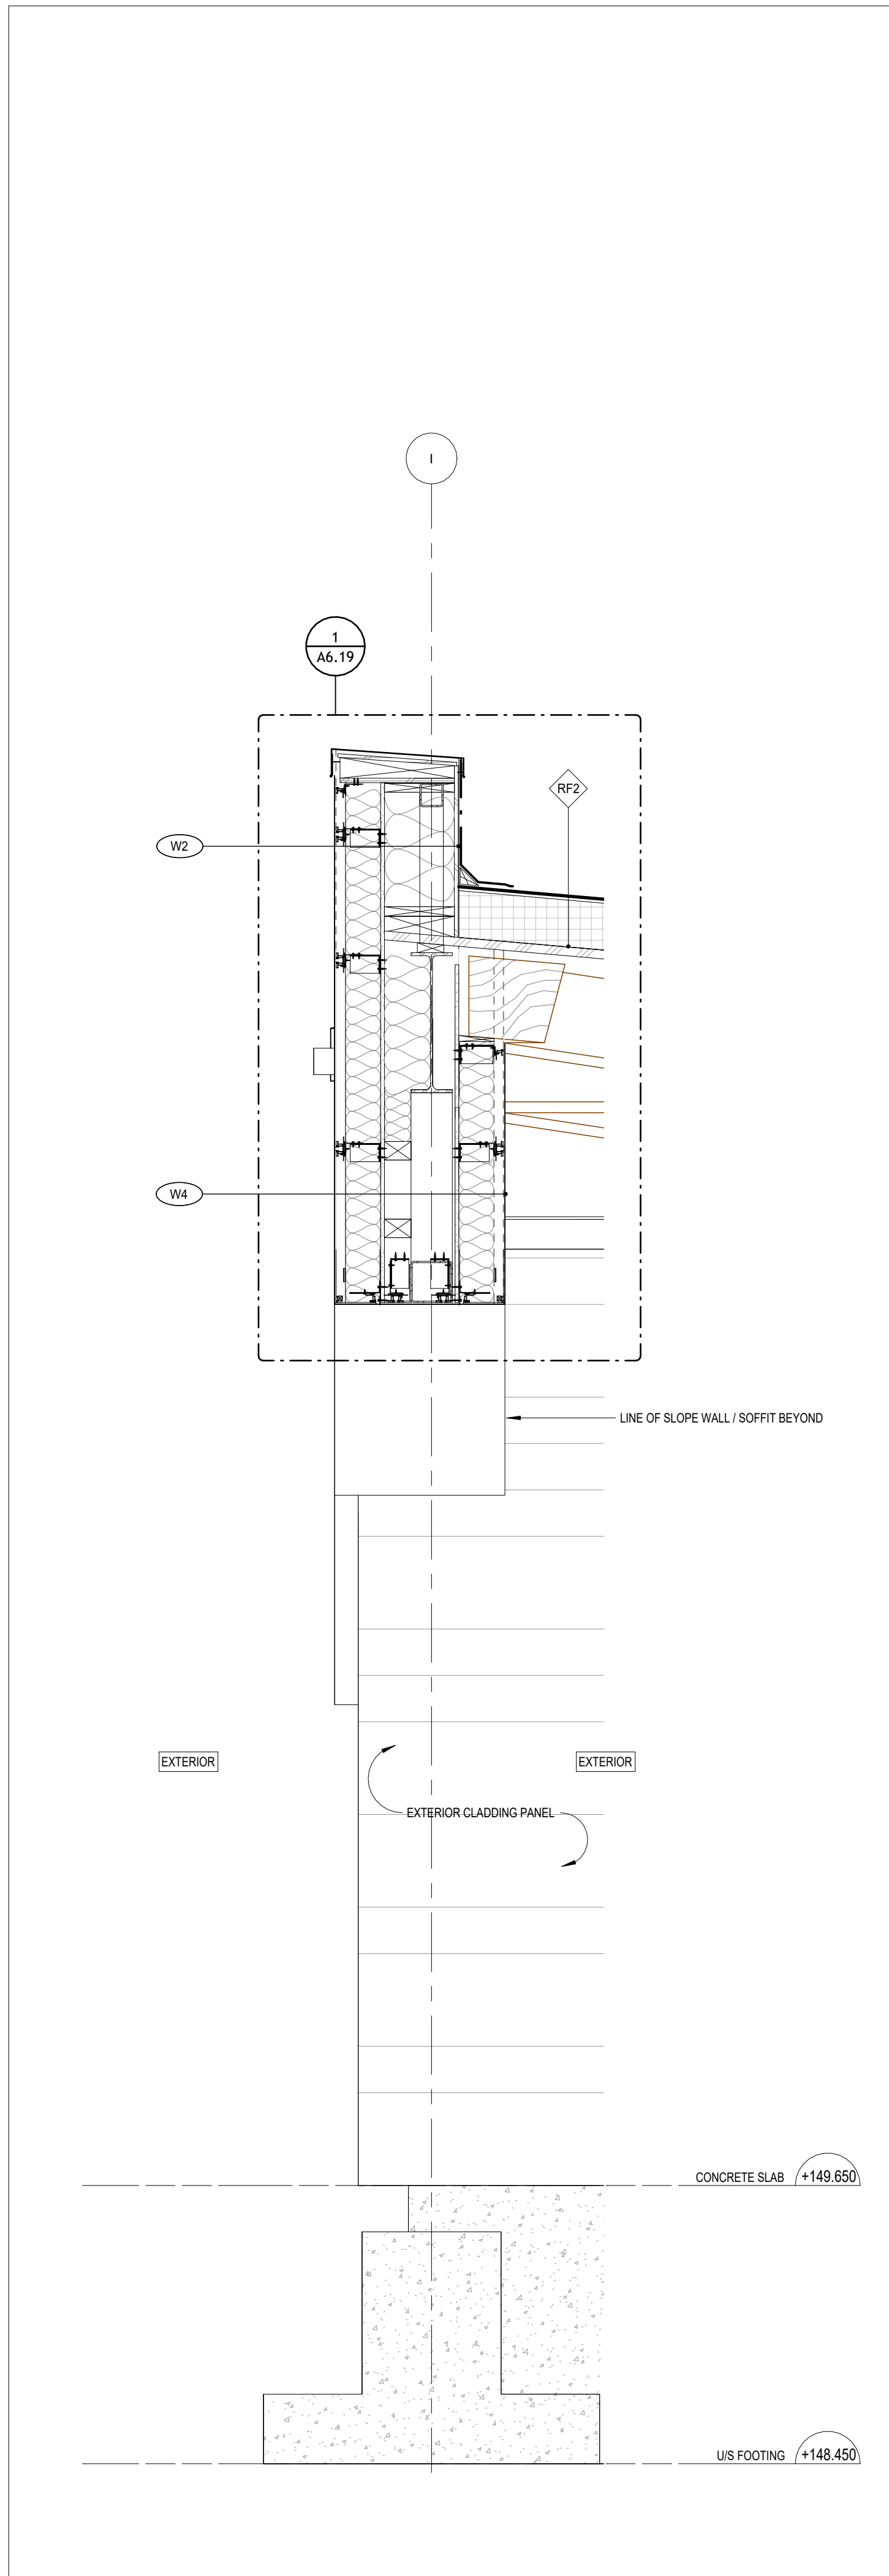 I
1
A6.19
RF2
W2
W4
LINE OF SLOPE WALL / SOFFIT BEYOND
EXTERIOR
EXTERIOR
EXTERIOR CLADDING PANEL
CONCRETE SLAB +149.650
U/S FOOTING +148.450